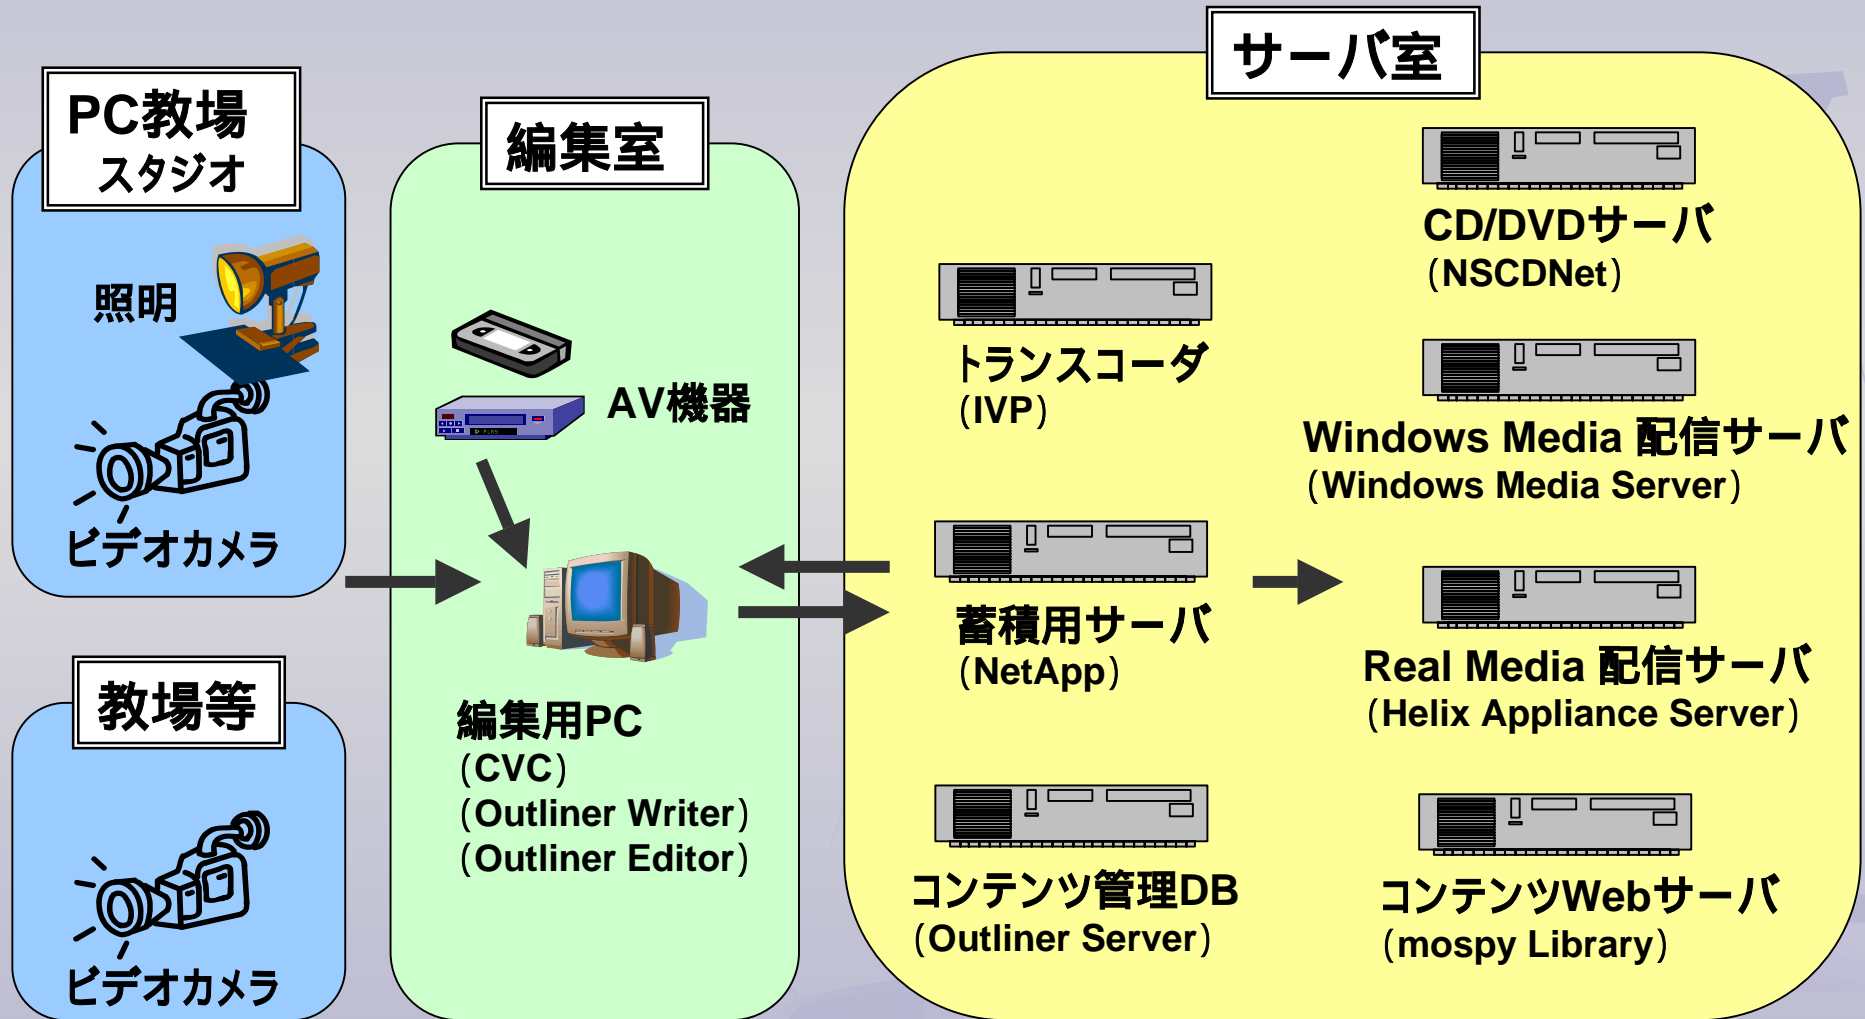 PC教場
スタジオ
照明
ビデオカメラ
教場等
ビデオカメラ
編集室
AV機器
編集用PC
(CVC)
(Outliner Writer)
(Outliner Editor)
サーバ室
トランスコーダ
(IVP)
蓄積用サーバ
(NetApp)
コンテンツ管理DB
(Outliner Server)
CD/DVDサーバ
(NSCDNet)
Windows Media 配信サーバ
(Windows Media Server)
Real Media 配信サーバ
(Helix Appliance Server)
コンテンツWebサーバ
(mospy Library)